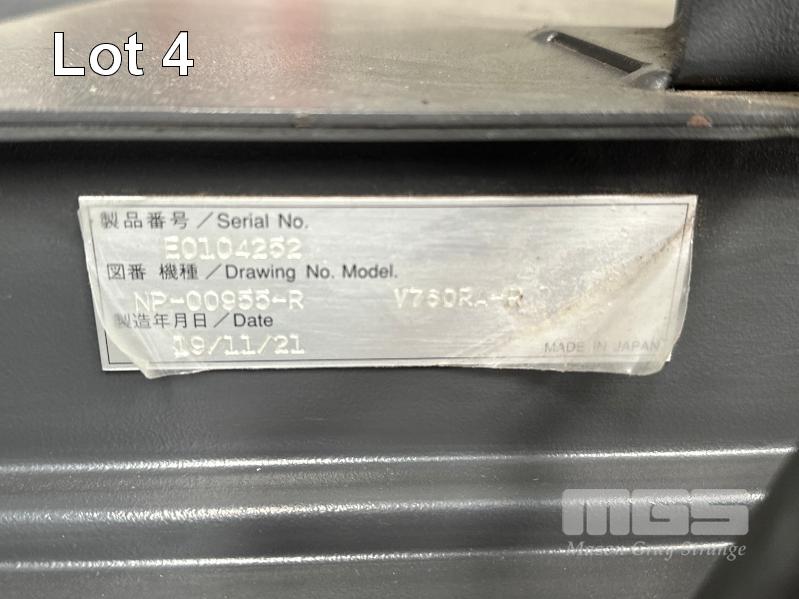 Lot 4
製品番号/Serial No.
E0104252
図番 機種/Drawing No. Model.
NP-00955-R
製造年月日/Date
19/11/21
MADE IN JAPAN
MGS
Mason Gray Strange